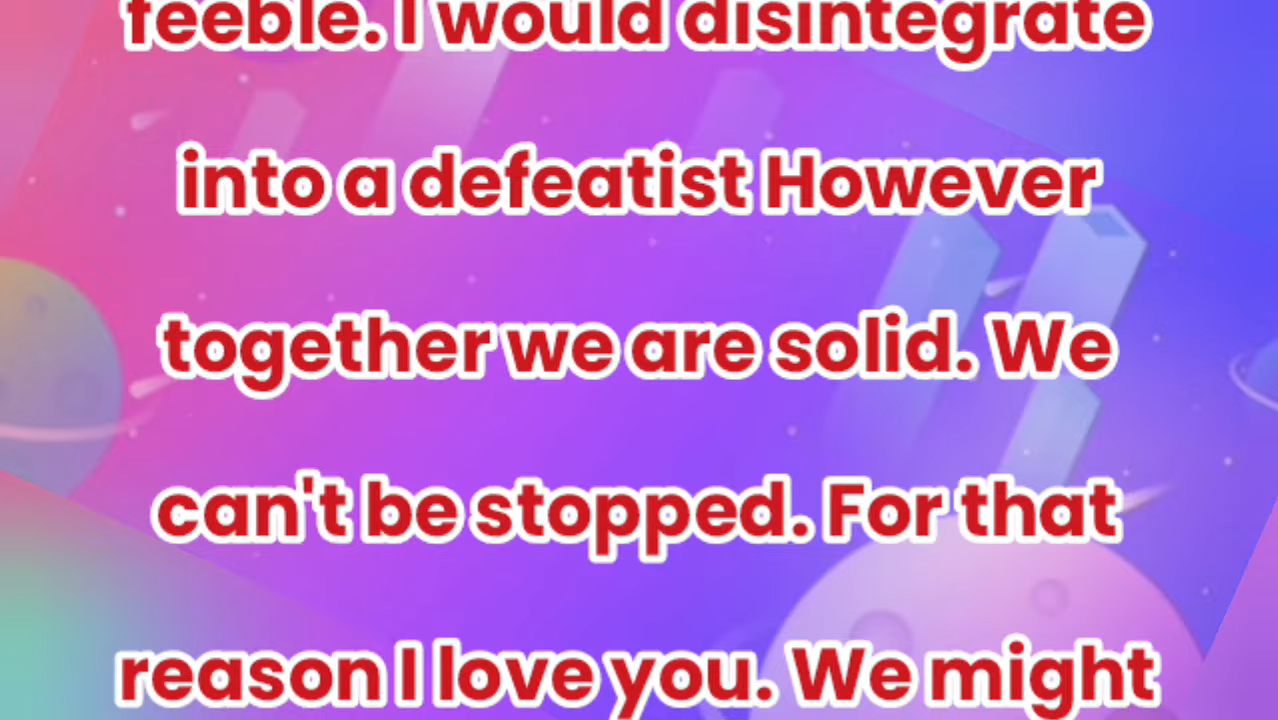 feeble. I would disintegrate
into a defeatist However
together we are solid. We
can't be stopped. For that
reason I love you. We might